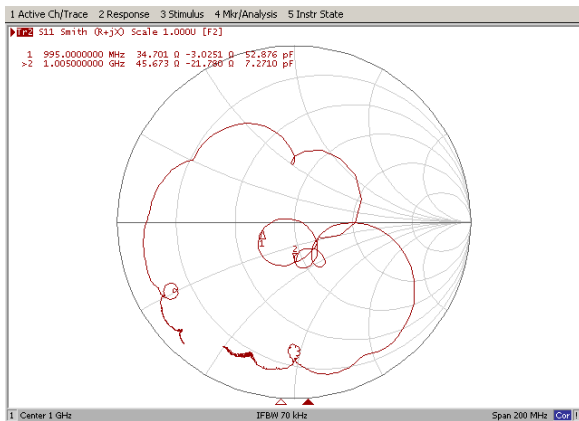 1 Active Ch/Trace 2 Response 3 Stimulus 4 Mkr/Analysis 5 Instr State
Tr2 S11 Smith (R+jX) Scale 1.000U [F2]
1 995.0000000 MHz 34.701 Ω -3.0251 Ω 52.876 pF
>2 1.005000000 GHz 45.673 Ω -21.780 Ω 7.2710 pF
1
2
1 Center 1 GHz IFBW 70 kHz Span 200 MHz Cor !